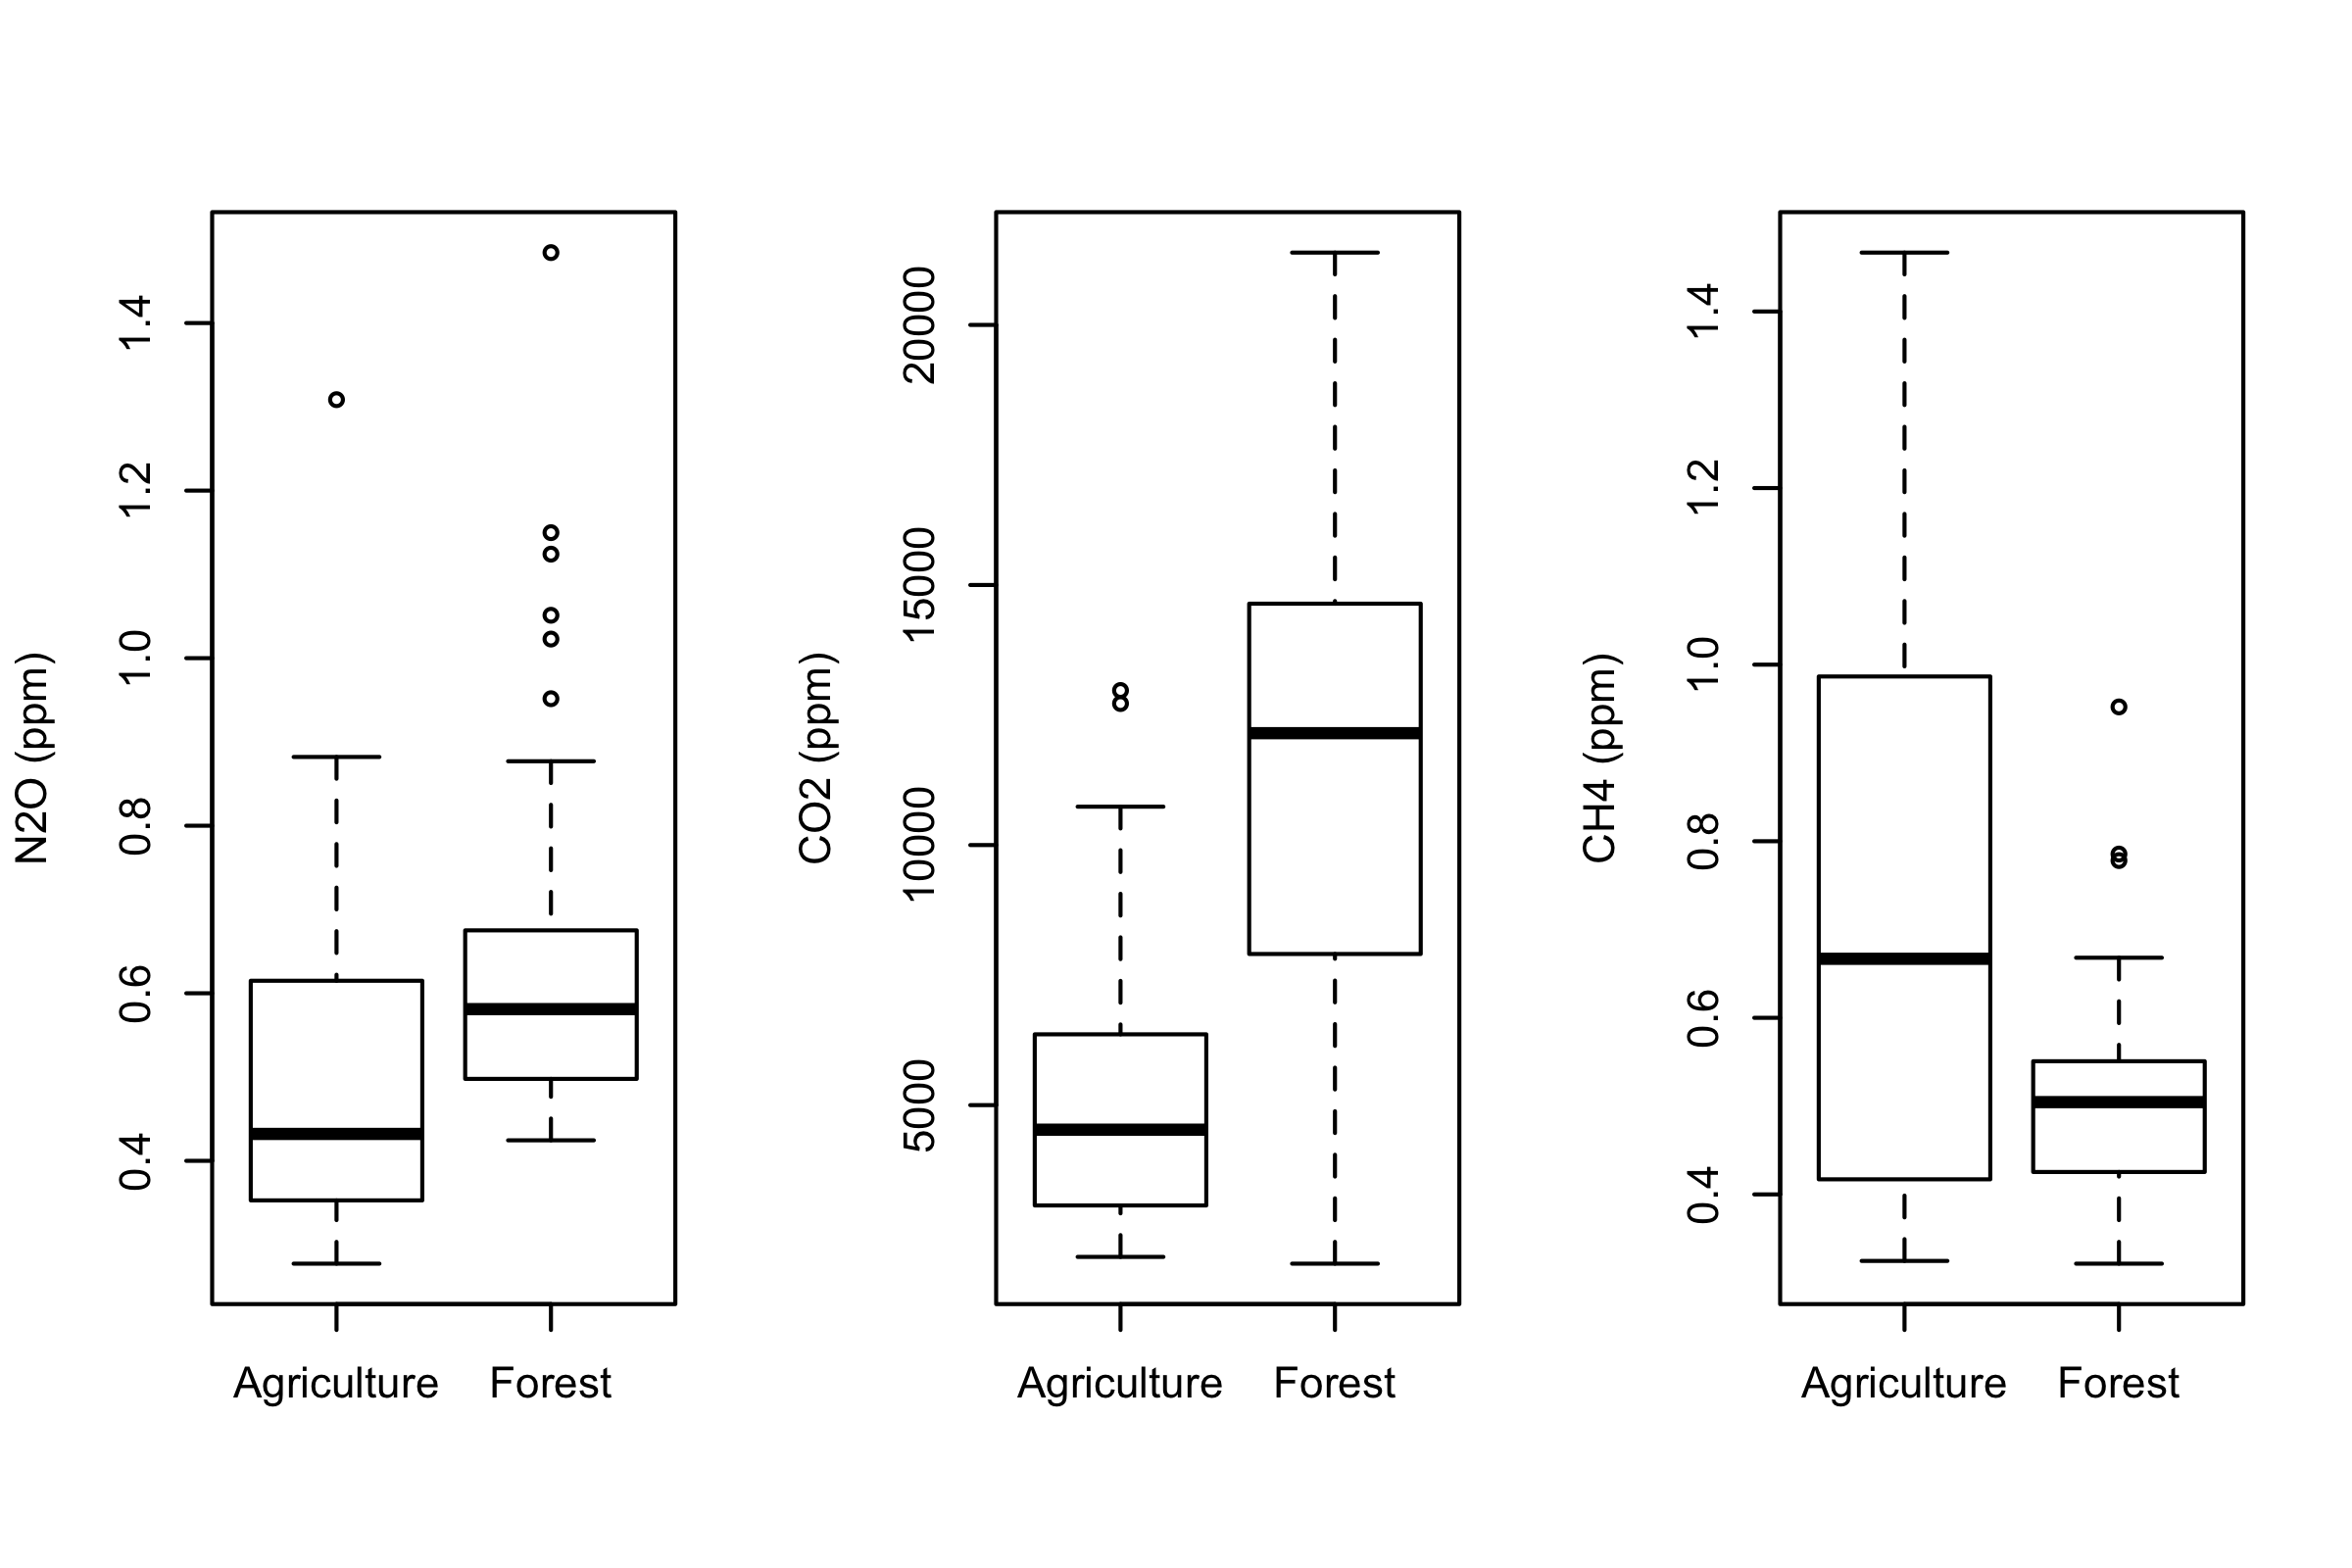 N2O (ppm)
0.4
0.6
0.8
1.0
1.2
1.4
Agriculture
Forest
CO2 (ppm)
5000
10000
15000
20000
Agriculture
Forest
CH4 (ppm)
0.4
0.6
0.8
1.0
1.2
1.4
Agriculture
Forest